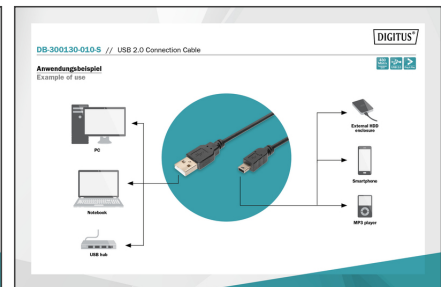 DIGITUS®
DB-300130-010-S // USB 2.0 Connection Cable
Anwendungsbeispiel
Example of use
PC
Notebook
USB hub
External HDD
enclosure
Smartphone
MP3 player